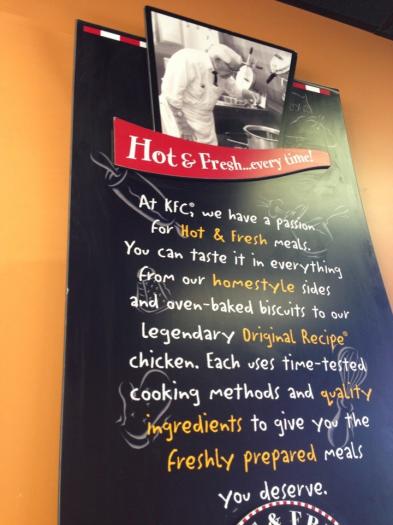 Hot & Fresh...every time!
At KFC®, we have a passion
for Hot & Fresh meals.
You can taste it in everything
from our homestyle sides
and oven-baked biscuits to our
legendary Original Recipe®
chicken. Each uses time-tested
cooking methods and quality
ingredients to give you the
freshly prepared meals
you deserve.